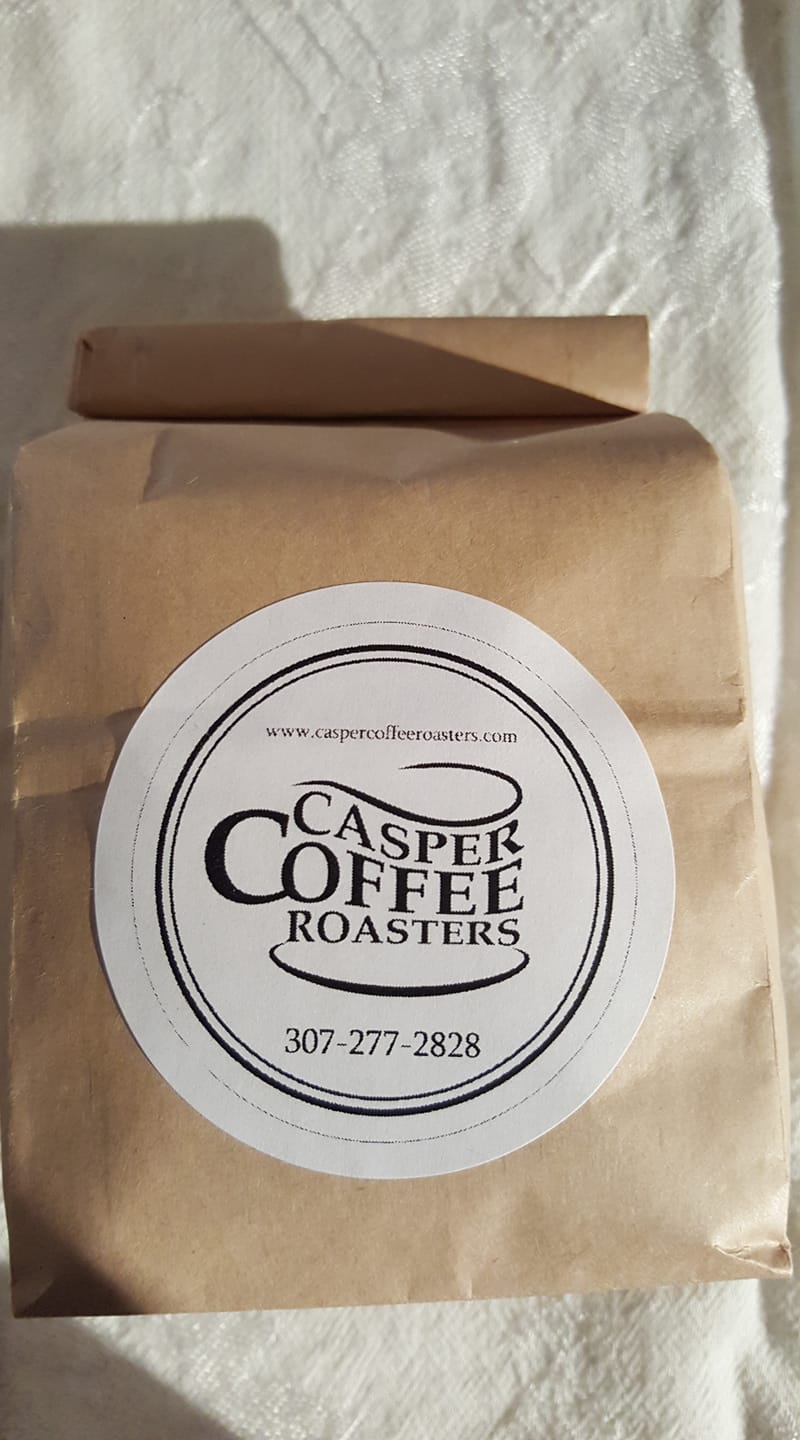 www.caspercoffeeroasters.com
CASPER
COFFEE
ROASTERS
307-277-2828